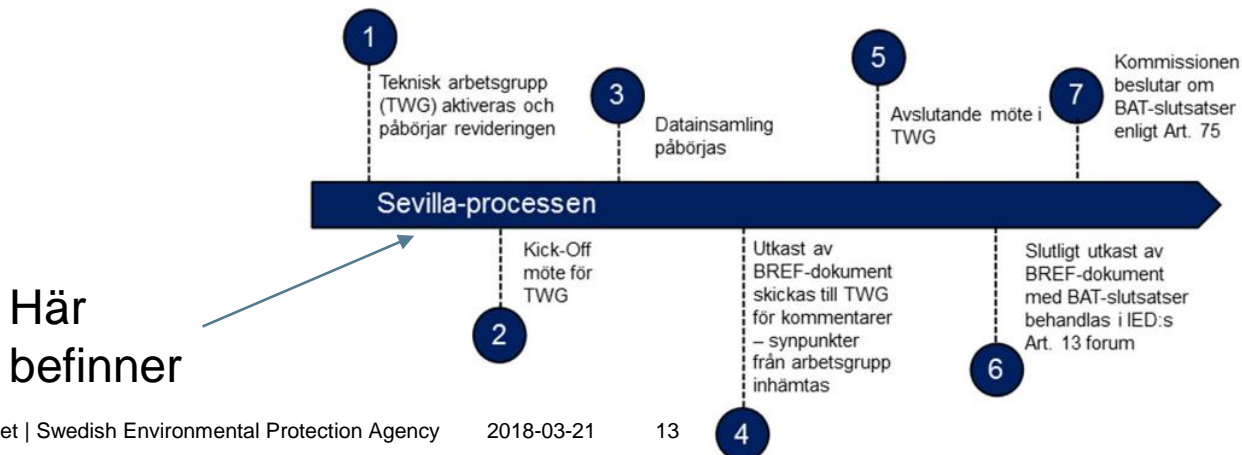 1
Teknisk arbetsgrupp
(TWG) aktiveras och
påbörjar revideringen
3
Datainsamling
påbörjas
5
Avslutande möte i
TWG
7
Kommissionen
beslutar om
BAT-slutsatser
enligt Art. 75
Sevilla-processen
Här
befinner
Kick-Off
möte för
TWG
2
Utkast av
BREF-dokument
skickas till TWG
för kommentarer
– synpunkter
från arbetsgrupp
inhämtas
4
Slutligt utkast av
BREF-dokument
med BAT-slutsatser
behandlas i IED:s
Art. 13 forum
6
et | Swedish Environmental Protection Agency 2018-03-21 13